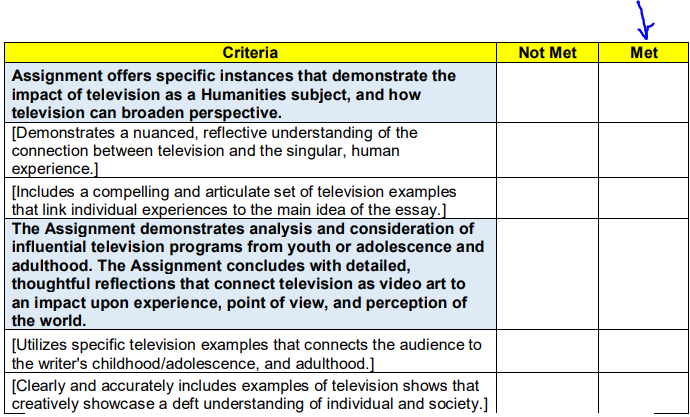 Criteria Not Met Met
Assignment offers specific instances that demonstrate the
impact of television as a Humanities subject, and how
television can broaden perspective.
[Demonstrates a nuanced, reflective understanding of the
connection between television and the singular, human
experience.]
[Includes a compelling and articulate set of television examples
that link individual experiences to the main idea of the essay.]
The Assignment demonstrates analysis and consideration of
influential television programs from youth or adolescence and
adulthood. The Assignment concludes with detailed,
thoughtful reflections that connect television as video art to
an impact upon experience, point of view, and perception of
the world.
[Utilizes specific television examples that connects the audience to
the writer's childhood/adolescence, and adulthood.]
[Clearly and accurately includes examples of television shows that
creatively showcase a deft understanding of individual and society.]